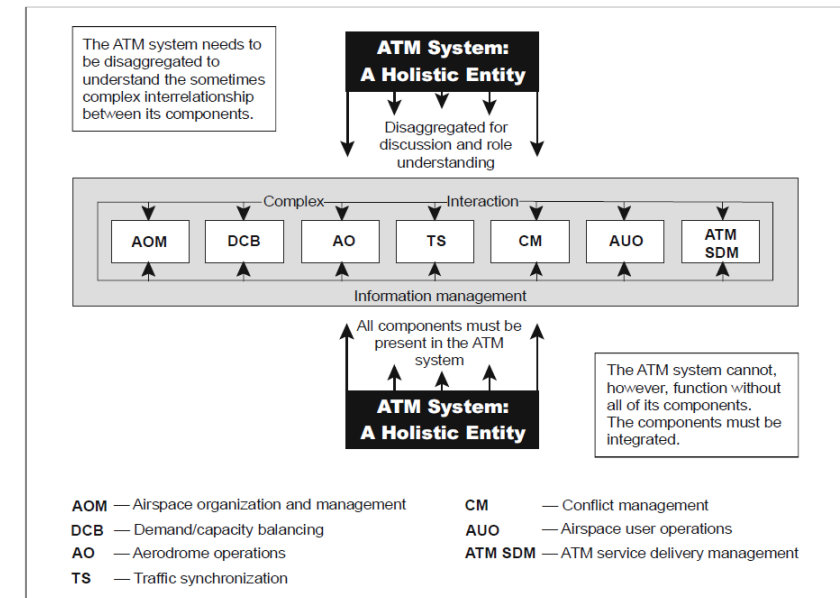 The ATM system needs to
be disaggregated to
understand the sometimes
complex interrelationship
between its components.
ATM System:
A Holistic Entity
Disaggregated for
discussion and role
understanding
Complex
Interaction
AOM
DCB
AO
TS
CM
AUO
ATM
SDM
Information management
All components must be
present in the ATM
system
ATM System:
A Holistic Entity
The ATM system cannot,
however, function without
all of its components.
The components must be
integrated.
AOM — Airspace organization and management
DCB — Demand/capacity balancing
AO — Aerodrome operations
TS — Traffic synchronization
CM — Conflict management
AUO — Airspace user operations
ATM SDM — ATM service delivery management